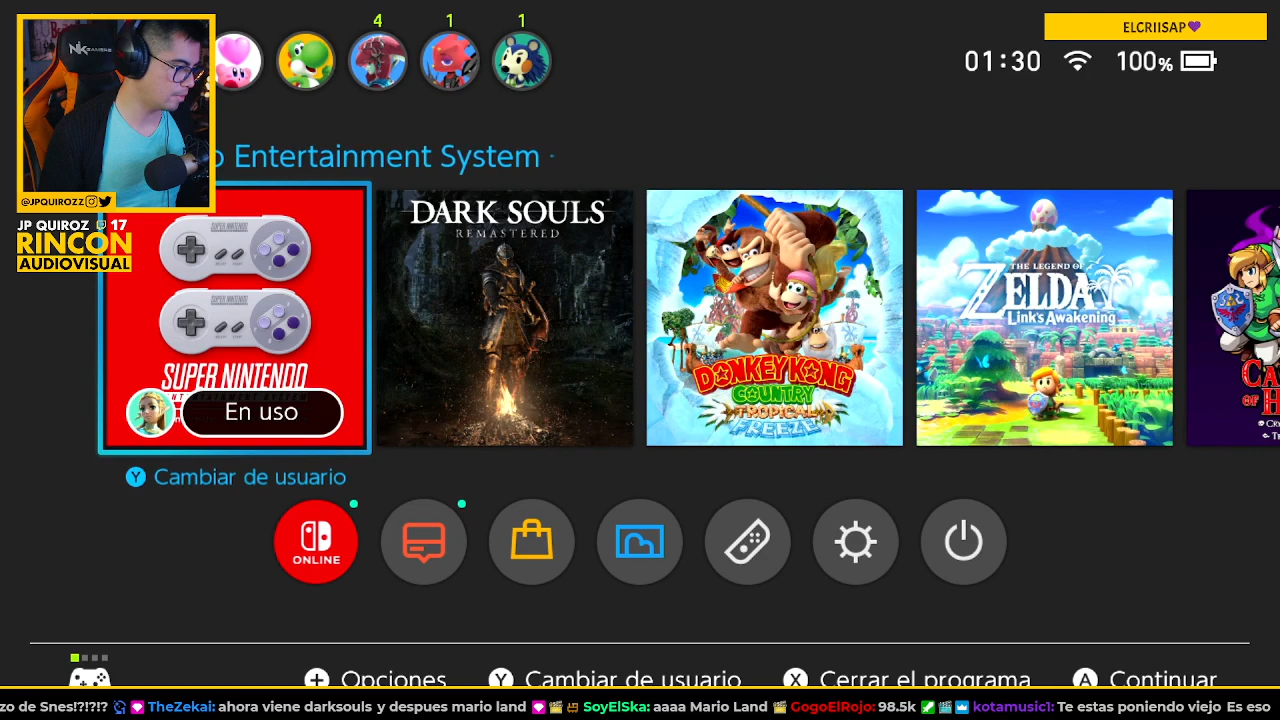 4 1 1
ELCRIISAP💜
01:30 100%
Entertainment System
@JPQUIROZZ
JP QUIROZ 17
RINCON
AUDIOVISUAL
SUPER NINTENDO
En uso
DARK SOULS
REMASTERED
DONKEY KONG
COUNTRY
TROPICAL
FREEZE
THE LEGEND OF
ZELDA
Link's Awakening
Y Cambiar de usuario
ONLINE
+ Opciones Y Cambiar de usuario X Cerrar el programa A Continuar
zo de Snes!?!?!? TheZekai: ahora viene darksouls y despues mario land SoyElSka: aaaa Mario Land GogoElRojo: 98.5k kotamusic1: Te estas poniendo viejo Es eso